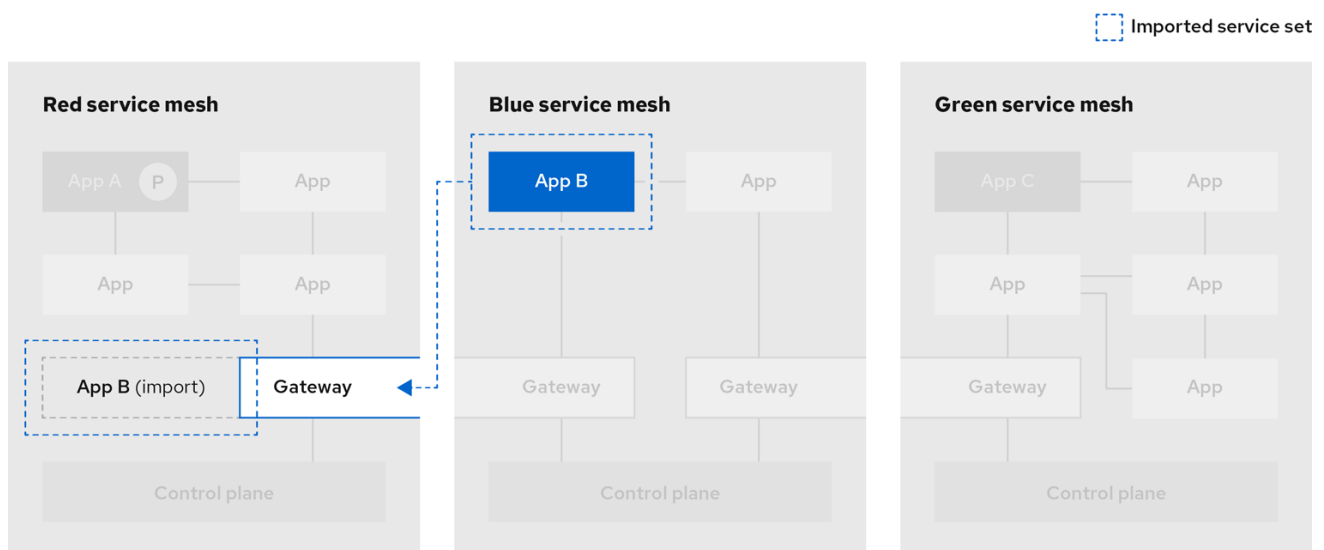 Imported service set
Red service mesh
App A P
App
App
App
App B (import)
Gateway
Control plane
Blue service mesh
App B
App
Gateway
Gateway
Control plane
Green service mesh
App C
App
App
App
Gateway
App
Control plane